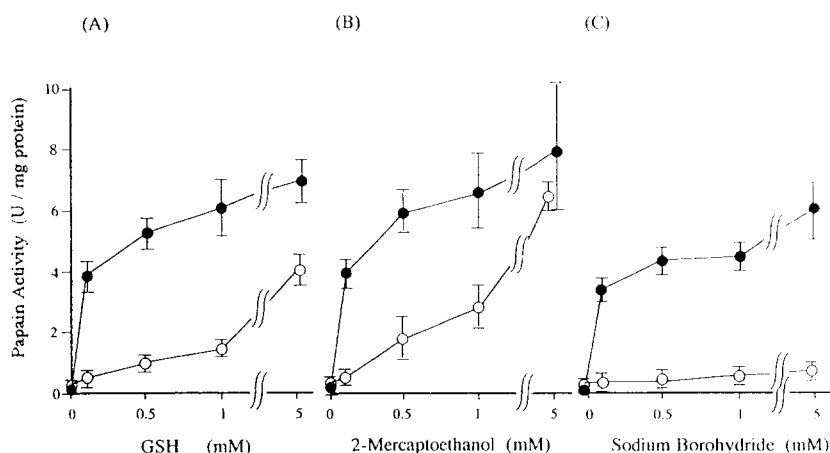 (A) (B) (C)
Papain Activity (U / mg protein)
10
8
6
4
2
0
0 0.5 1 5 0 0.5 1 5 0 0.5 1 5
GSH (mM) 2-Mercaptoethanol (mM) Sodium Borohydride (mM)